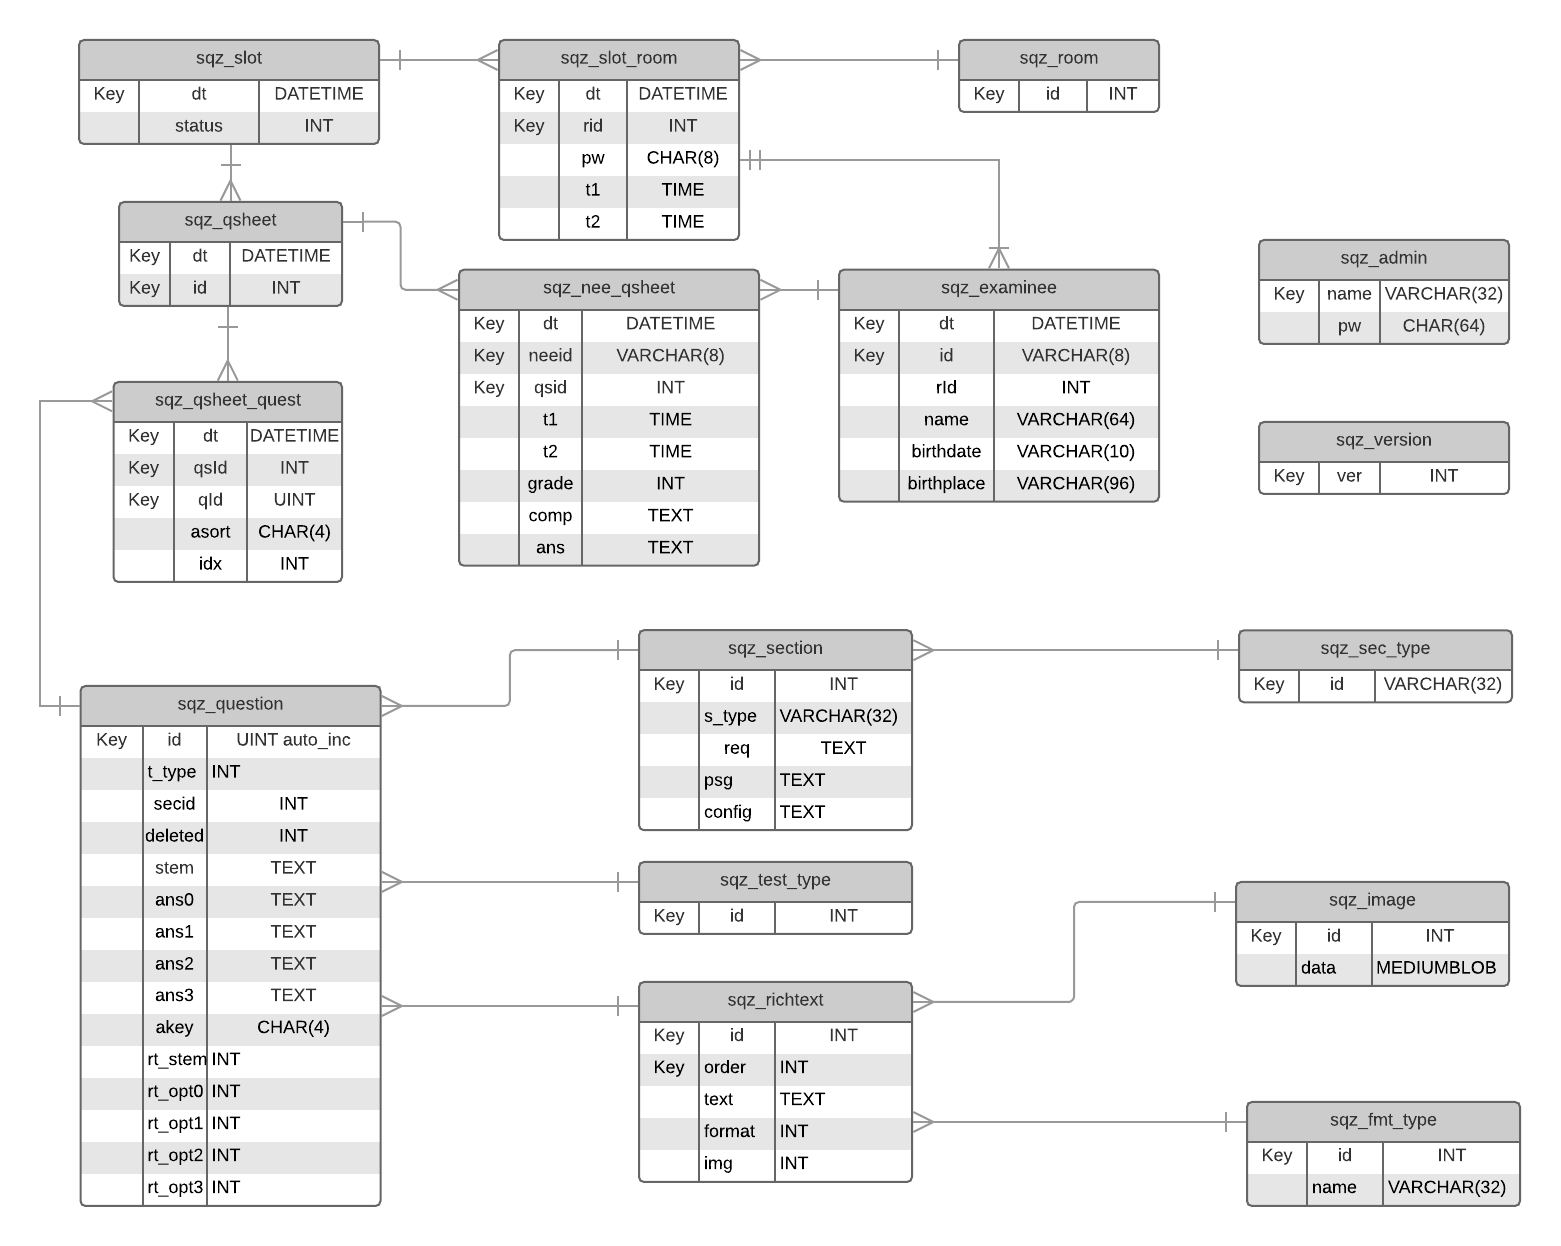 sqz_slot
Key dt DATETIME
status INT
sqz_slot_room
Key dt DATETIME
Key rid INT
pw CHAR(8)
t1 TIME
t2 TIME
sqz_room
Key id INT
sqz_qsheet
Key dt DATETIME
Key id INT
sqz_nee_qsheet
Key dt DATETIME
Key neeid VARCHAR(8)
Key qsid INT
t1 TIME
t2 TIME
grade INT
comp TEXT
ans TEXT
sqz_examinee
Key dt DATETIME
Key id VARCHAR(8)
rId INT
name VARCHAR(64)
birthdate VARCHAR(10)
birthplace VARCHAR(96)
sqz_admin
Key name VARCHAR(32)
pw CHAR(64)
sqz_version
Key ver INT
sqz_qsheet_quest
Key dt DATETIME
Key qsId INT
Key qId UINT
asort CHAR(4)
idx INT
sqz_question
Key id UINT auto_inc
t_type INT
secid INT
deleted INT
stem TEXT
ans0 TEXT
ans1 TEXT
ans2 TEXT
ans3 TEXT
akey CHAR(4)
rt_stem INT
rt_opt0 INT
rt_opt1 INT
rt_opt2 INT
rt_opt3 INT
sqz_section
Key id INT
s_type VARCHAR(32)
req TEXT
psg TEXT
config TEXT
sqz_sec_type
Key id VARCHAR(32)
sqz_test_type
Key id INT
sqz_richtext
Key id INT
Key order INT
text TEXT
format INT
img INT
sqz_image
Key id INT
data MEDIUMBLOB
sqz_fmt_type
Key id INT
name VARCHAR(32)